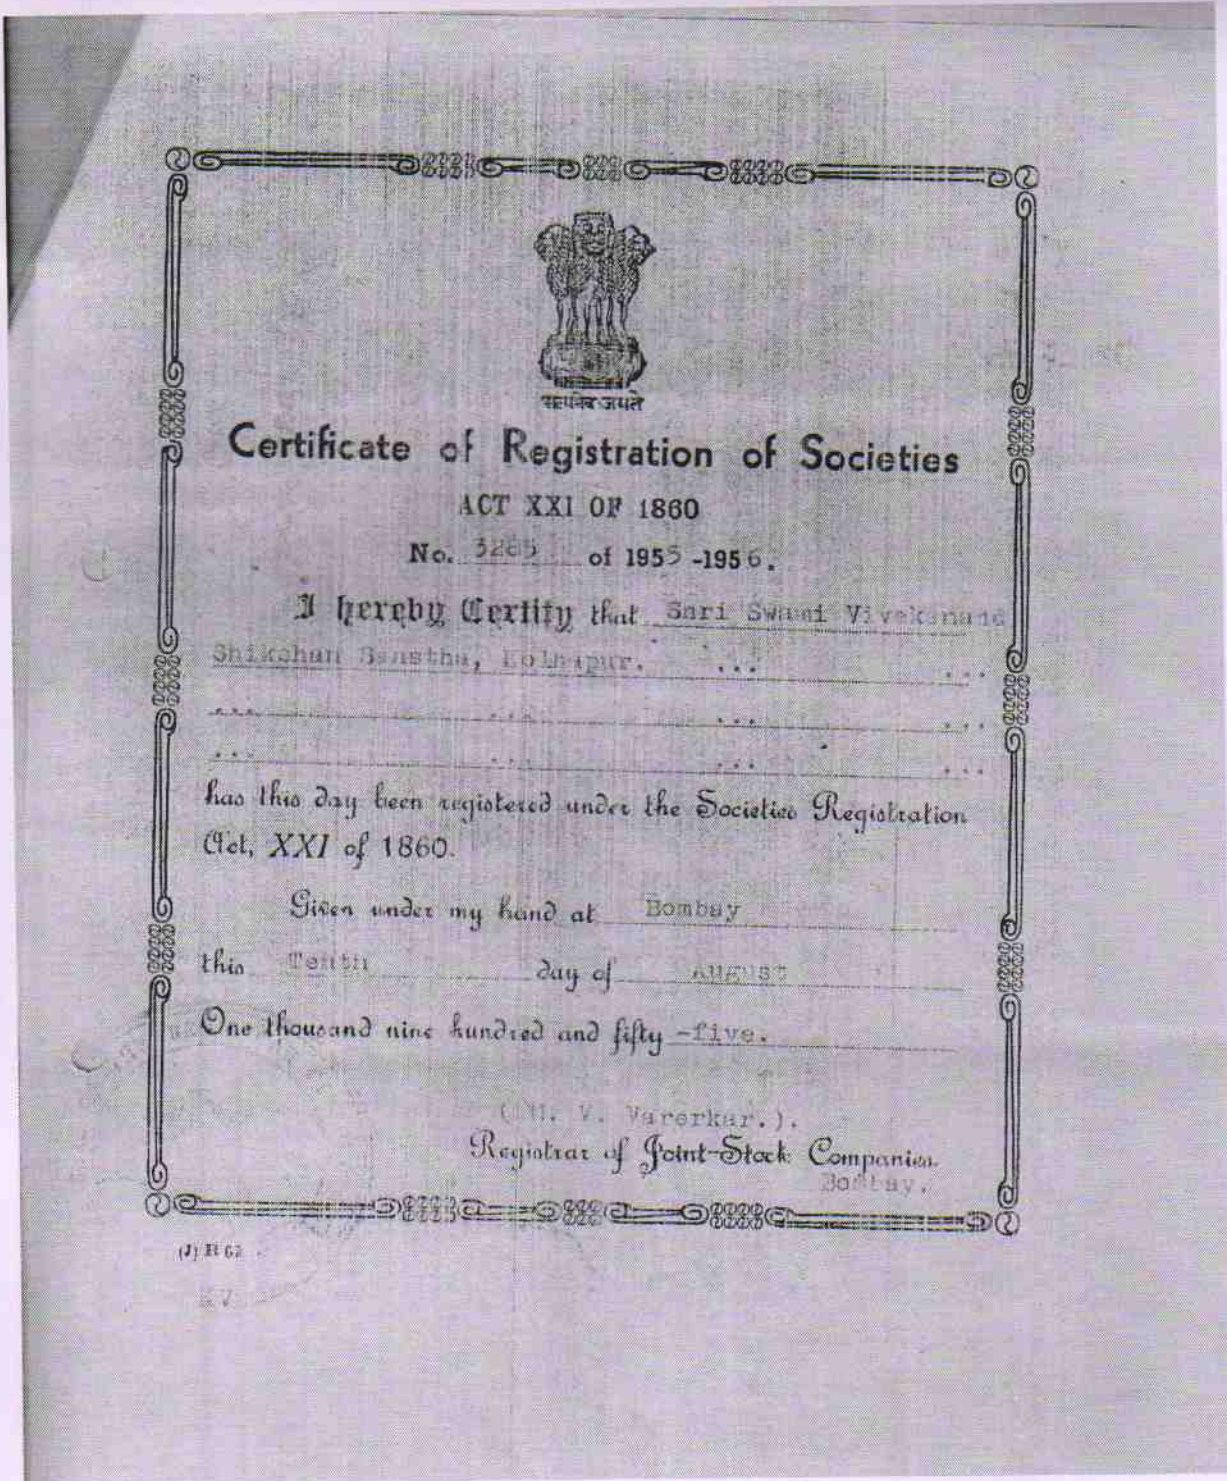 सत्यमेव जयते
Certificate of Registration of Societies
ACT XXI OF 1860
No. 3285 of 1955-1956.
I hereby Certify that Shri Swami Vivekanand
Shikshan Sanstha, Kolhapur. ... ...
... ... ... ...
... ... ... ...
has this day been registered under the Societies Registration
Act, XXI of 1860.
Given under my hand at Bombay
this Tenth day of August
One thousand nine hundred and fifty -five.
V. Varerkar.).
Registrar of Joint-Stock Companies.
Bombay.
(J) R 62